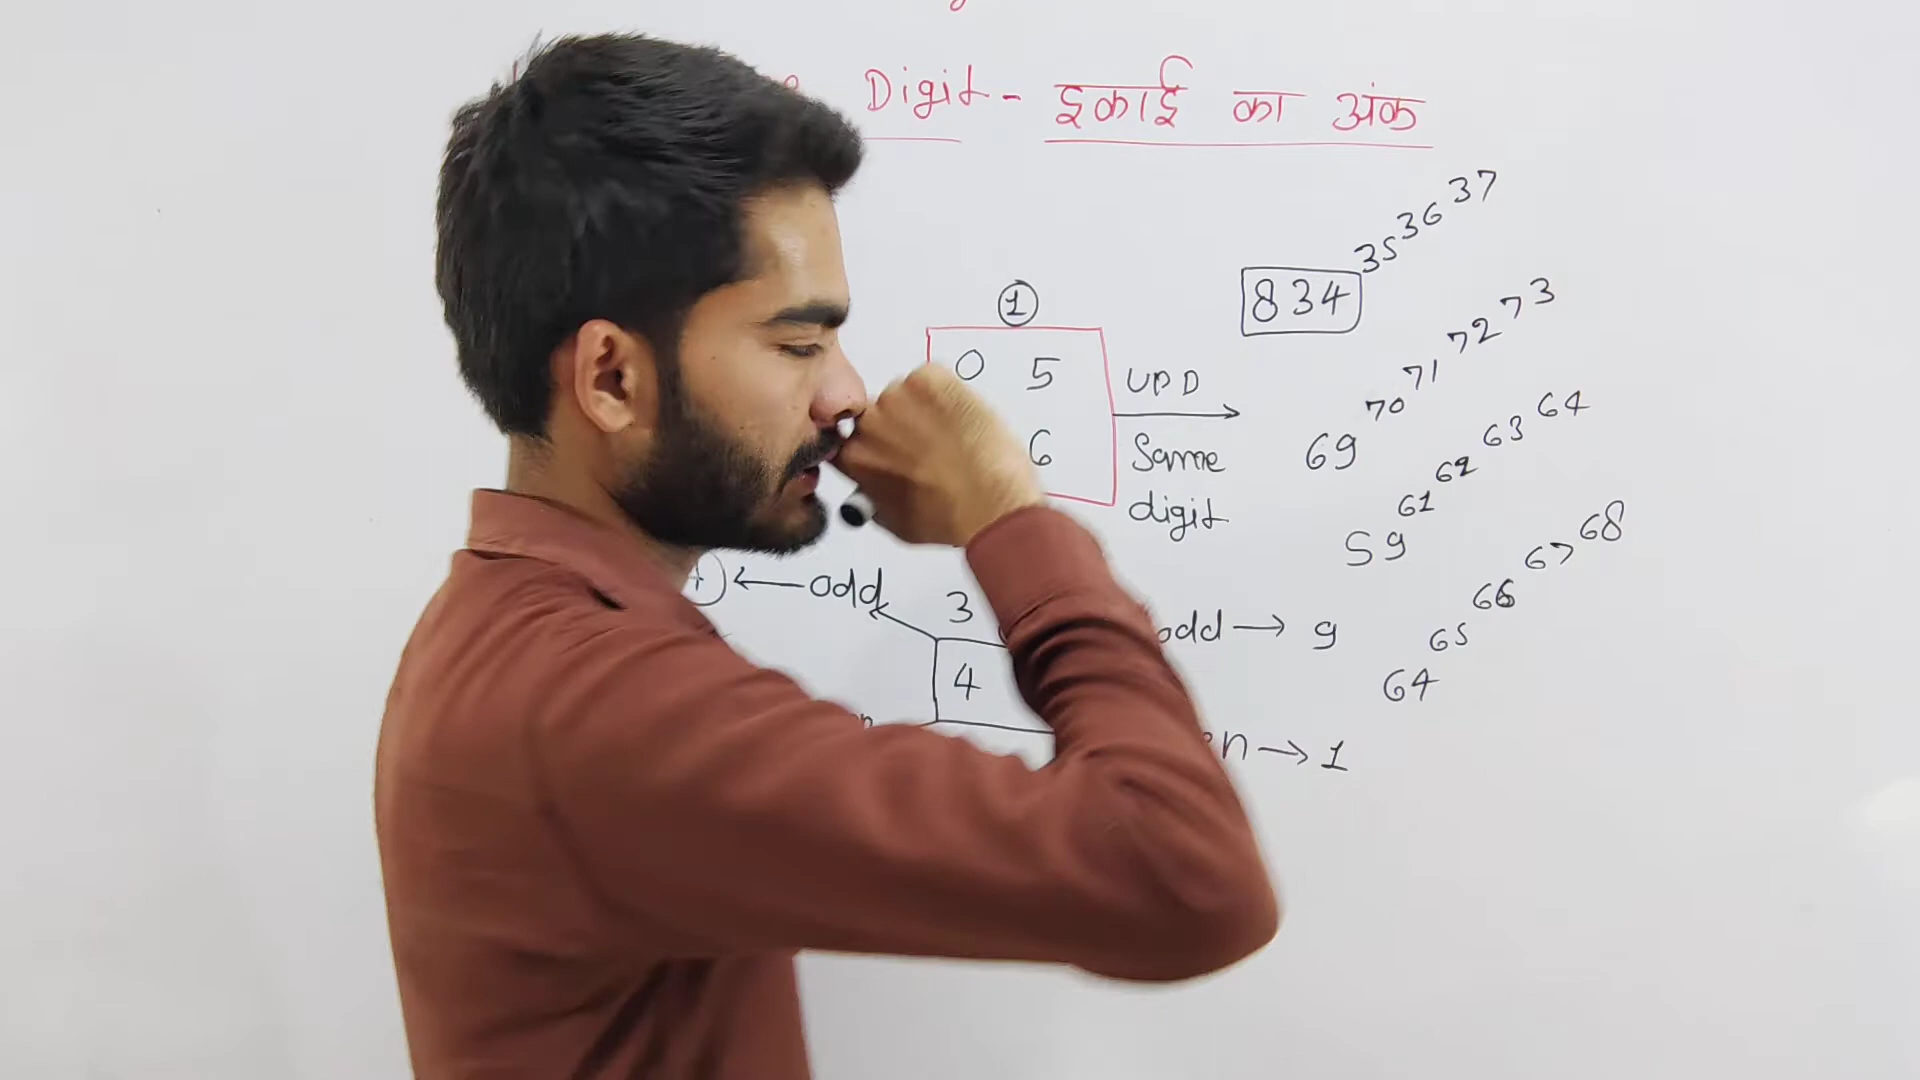 Digit - इकाई का अंक
834^35^36^37
①
0 5
6
UPD
Same
digit
69^70^71^72^73
59^61^62^63^64
64^65^66^67^68
← odd 3
4
odd → 9
n → 1